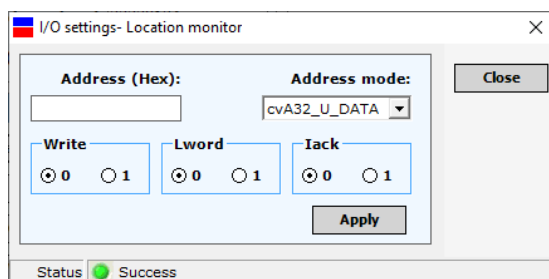 I/O settings- Location monitor
Address (Hex): Address mode: Close
cvA32_U_DATA
Write Lword Iack
0 1 0 1 0 1
Apply
Status Success